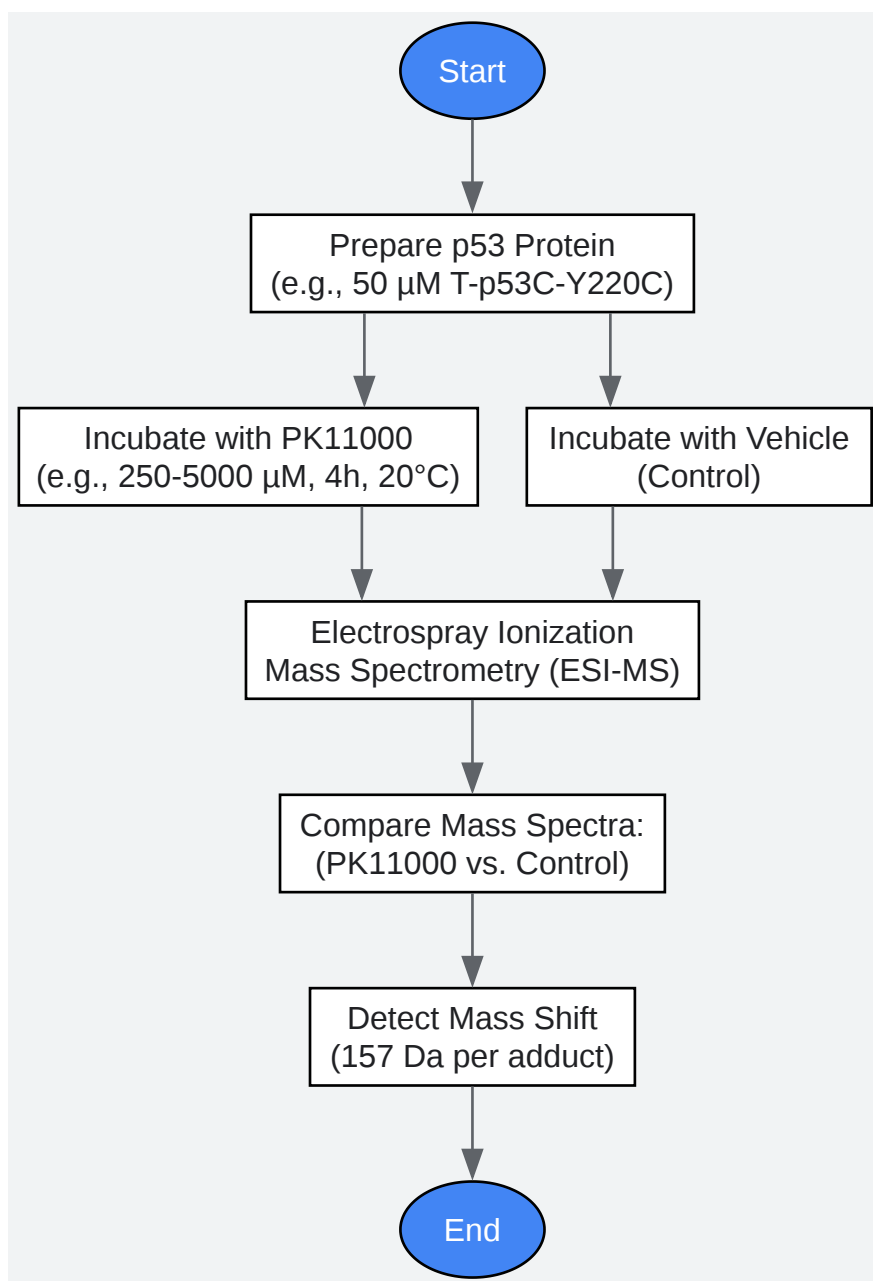 Start
Prepare p53 Protein
(e.g., 50 µM T-p53C-Y220C)
Incubate with PK11000
(e.g., 250-5000 µM, 4h, 20°C)
Incubate with Vehicle
(Control)
Electrospray Ionization
Mass Spectrometry (ESI-MS)
Compare Mass Spectra:
(PK11000 vs. Control)
Detect Mass Shift
(157 Da per adduct)
End